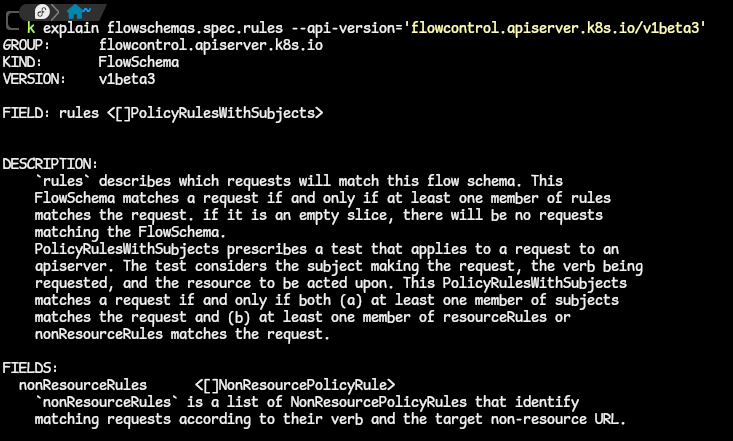 k explain flowschemas.spec.rules --api-version='flowcontrol.apiserver.k8s.io/v1beta3'
GROUP:      flowcontrol.apiserver.k8s.io
KIND:       FlowSchema
VERSION:    v1beta3

FIELD: rules <[]PolicyRulesWithSubjects>


DESCRIPTION:
    `rules` describes which requests will match this flow schema. This
    FlowSchema matches a request if and only if at least one member of rules
    matches the request. if it is an empty slice, there will be no requests
    matching the FlowSchema.
    PolicyRulesWithSubjects prescribes a test that applies to a request to an
    apiserver. The test considers the subject making the request, the verb being
    requested, and the resource to be acted upon. This PolicyRulesWithSubjects
    matches a request if and only if both (a) at least one member of subjects
    matches the request and (b) at least one member of resourceRules or
    nonResourceRules matches the request.

FIELDS:
  nonResourceRules      <[]NonResourcePolicyRule>
    `nonResourceRules` is a list of NonResourcePolicyRules that identify
    matching requests according to their verb and the target non-resource URL.